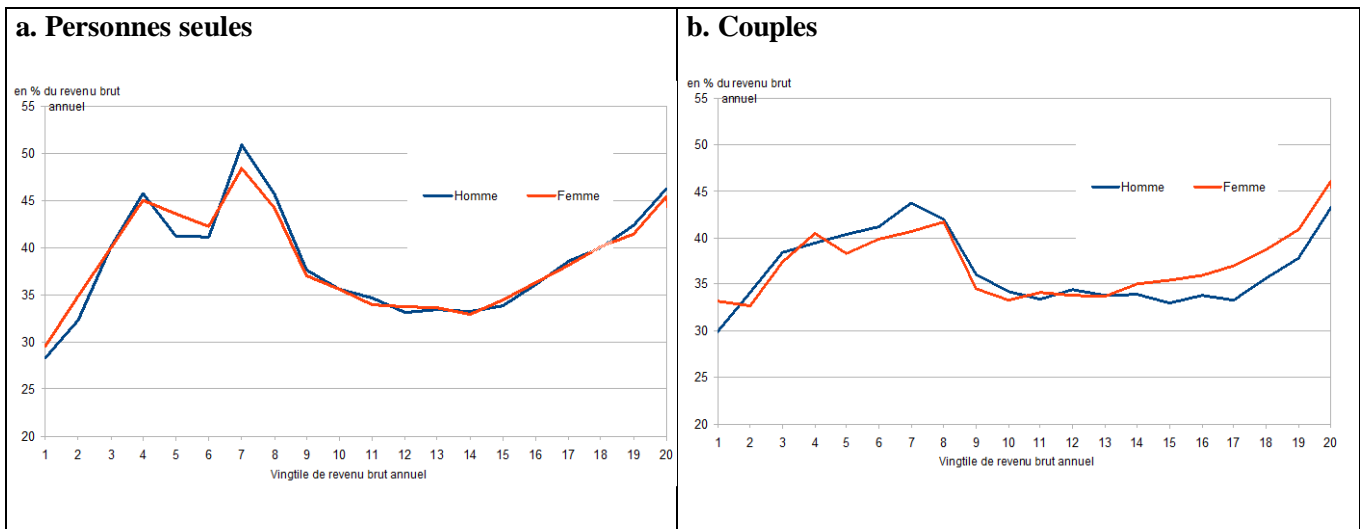 a. Personnes seules
en % du revenu brut
annuel
55
50
45
40
35
30
25
20
Homme Femme
1 2 3 4 5 6 7 8 9 10 11 12 13 14 15 16 17 18 19 20
Vingtile de revenu brut annuel
b. Couples
en % du revenu brut
annuel
55
50
45
40
35
30
25
20
Homme Femme
1 2 3 4 5 6 7 8 9 10 11 12 13 14 15 16 17 18 19 20
Vingtile de revenu brut annuel